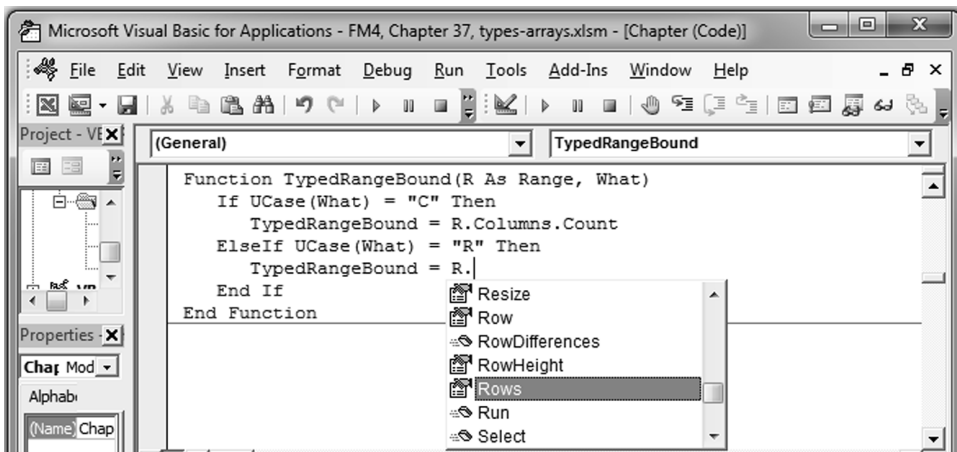 Microsoft Visual Basic for Applications - FM4, Chapter 37, types-arrays.xlsm - [Chapter (Code)]
File Edit View Insert Format Debug Run Tools Add-Ins Window Help
Project - VB
(General)
TypedRangeBound
Function TypedRangeBound(R As Range, What)
If UCase(What) = "C" Then
TypedRangeBound = R.Columns.Count
ElseIf UCase(What) = "R" Then
TypedRangeBound = R.
End If
End Function
Resize
Row
RowDifferences
RowHeight
Rows
Run
Select
Properties -
Chap Mod
Alphab
(Name) Chap